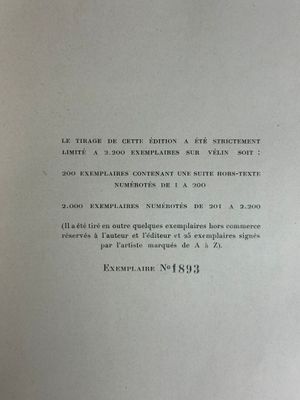 LE TIRAGE DE CETTE ÉDITION A ÉTÉ STRICTEMENT
LIMITÉ A 2.200 EXEMPLAIRES SUR VÉLIN SOIT :
200 EXEMPLAIRES CONTENANT UNE SUITE HORS-TEXTE
NUMÉROTÉS DE 1 A 200
2.000 EXEMPLAIRES NUMÉROTÉS DE 201 A 2.200
(Il a été tiré en outre quelques exemplaires hors commerce
réservés à l'auteur et l'éditeur et 25 exemplaires signés
par l'artiste marqués de A à Z).
EXEMPLAIRE No 1893